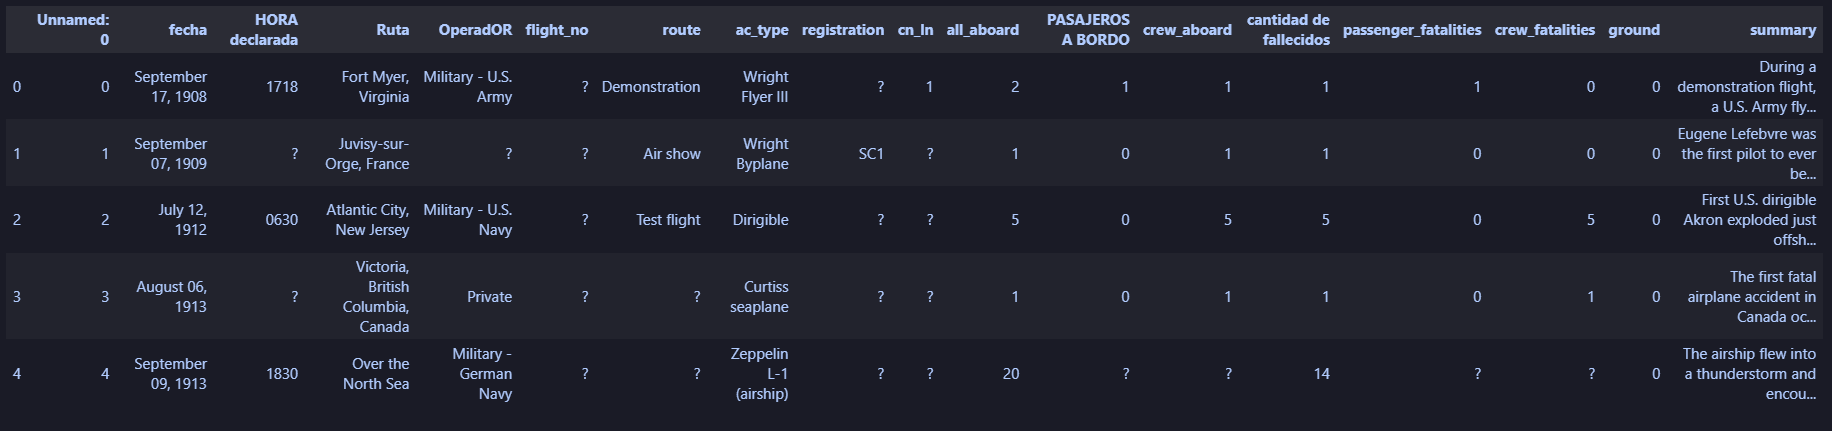 Unnamed: 0 fecha HORA declarada Ruta OperadOR flight_no route ac_type registration cn_ln all_aboard PASAJEROS A BORDO crew_aboard cantidad de fallecidos passenger_fatalities crew_fatalities ground summary
0 0 September 17, 1908 1718 Fort Myer, Virginia Military - U.S. Army ? Demonstration Wright Flyer III ? 1 2 1 1 1 1 0 0 During a demonstration flight, a U.S. Army fly...
1 1 September 07, 1909 ? Juvisy-sur-Orge, France ? ? Air show Wright Byplane SC1 ? 1 0 1 1 0 0 0 Eugene Lefebvre was the first pilot to ever be...
2 2 July 12, 1912 0630 Atlantic City, New Jersey Military - U.S. Navy ? Test flight Dirigible ? ? 5 0 5 5 0 5 0 First U.S. dirigible Akron exploded just offsh...
3 3 August 06, 1913 ? Victoria, British Columbia, Canada Private ? ? Curtiss seaplane ? ? 1 0 1 1 0 1 0 The first fatal airplane accident in Canada oc...
4 4 September 09, 1913 1830 Over the North Sea Military - German Navy ? ? Zeppelin L-1 (airship) ? ? 20 ? ? 14 ? ? 0 The airship flew into a thunderstorm and encou...